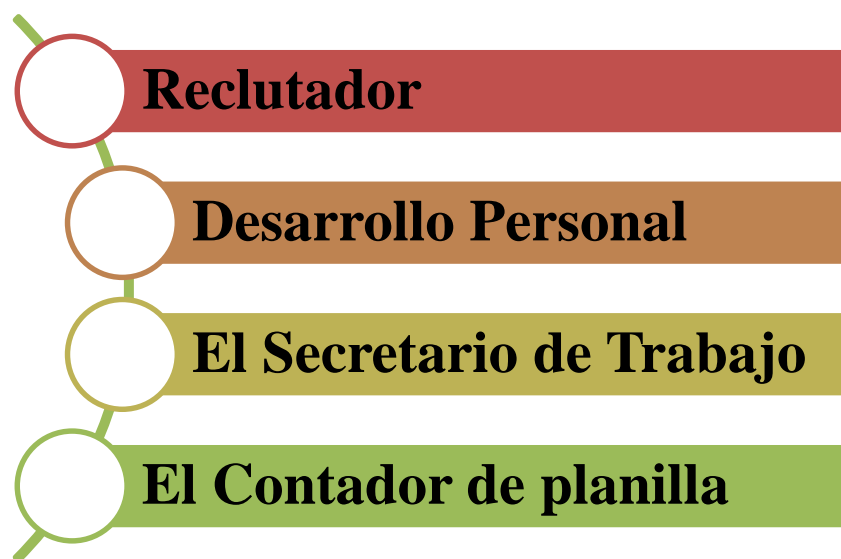 Reclutador
Desarrollo Personal
El Secretario de Trabajo
El Contador de planilla